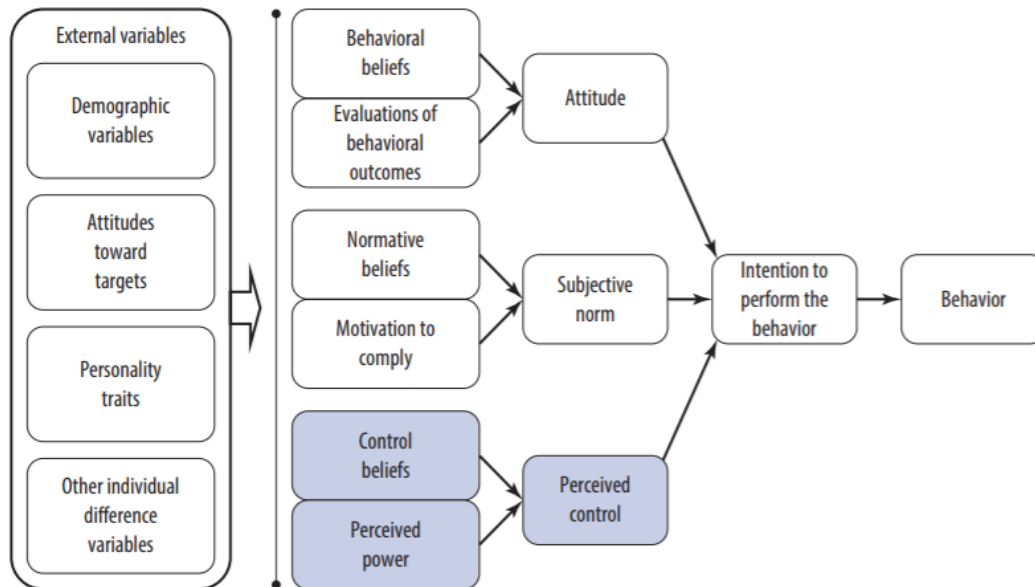 External variables
Demographic
variables
Attitudes
toward
targets
Personality
traits
Other individual
difference
variables
Behavioral
beliefs
Evaluations of
behavioral
outcomes
Attitude
Normative
beliefs
Motivation to
comply
Subjective
norm
Control
beliefs
Perceived
power
Perceived
control
Intention to
perform the
behavior
Behavior